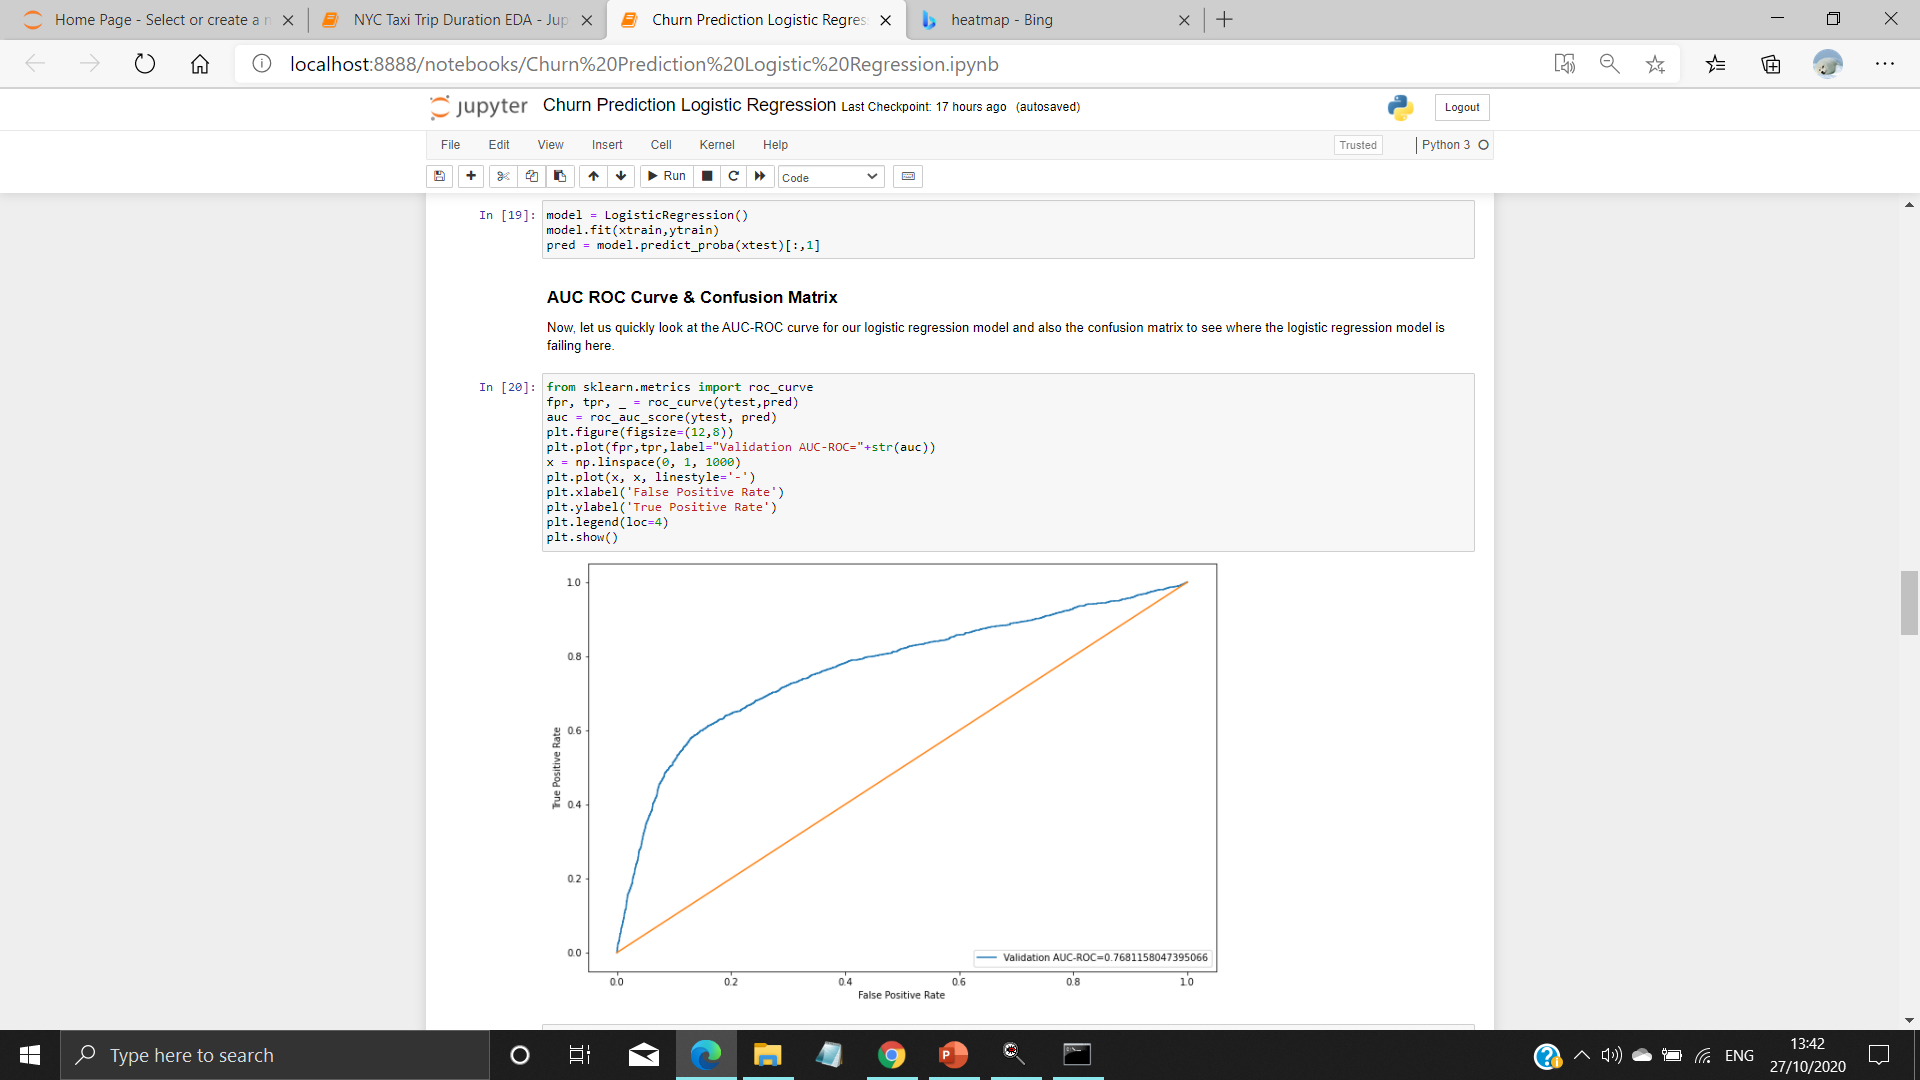 Home Page - Select or create a n
NYC Taxi Trip Duration EDA - Jup
Churn Prediction Logistic Regres
heatmap - Bing
localhost:8888/notebooks/Churn%20Prediction%20Logistic%20Regression.ipynb
jupyter Churn Prediction Logistic Regression Last Checkpoint: 17 hours ago (autosaved)
Logout
File Edit View Insert Cell Kernel Help
Trusted
Python 3
Run
Code
In [19]: model = LogisticRegression()
model.fit(xtrain,ytrain)
pred = model.predict_proba(xtest)[:,1]
AUC ROC Curve & Confusion Matrix
Now, let us quickly look at the AUC-ROC curve for our logistic regression model and also the confusion matrix to see where the logistic regression model is
failing here.
In [20]: from sklearn.metrics import roc_curve
fpr, tpr, _ = roc_curve(ytest,pred)
auc = roc_auc_score(ytest, pred)
plt.figure(figsize=(12,8))
plt.plot(fpr,tpr,label="Validation AUC-ROC="+str(auc))
x = np.linspace(0, 1, 1000)
plt.plot(x, x, linestyle='-')
plt.xlabel('False Positive Rate')
plt.ylabel('True Positive Rate')
plt.legend(loc=4)
plt.show()
1.0
0.8
0.6
0.4
0.2
0.0
True Positive Rate
Validation AUC-ROC=0.7681158047395066
0.0 0.2 0.4 0.6 0.8 1.0
False Positive Rate
Type here to search
P
ENG
13:42
27/10/2020